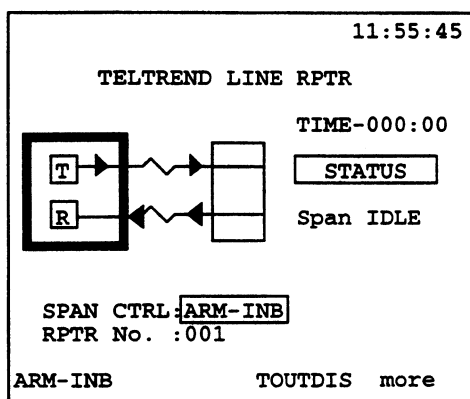 11:55:45
TELTREND LINE RPTR
TIME-000:00
T
STATUS
R
Span IDLE
SPAN CTRL:ARM-INB
RPTR No. :001
ARM-INB TOUTDIS more